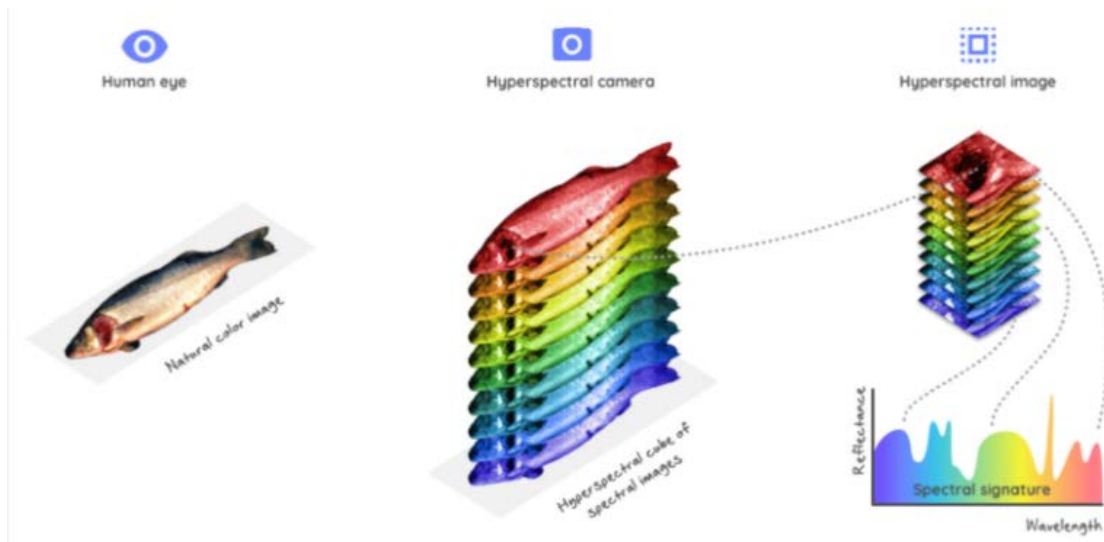 Human eye
Hyperspectral camera
Hyperspectral image
Natural color image
Hyperspectral cube of
spectral images
Reflectance
Spectral signature
Wavelength